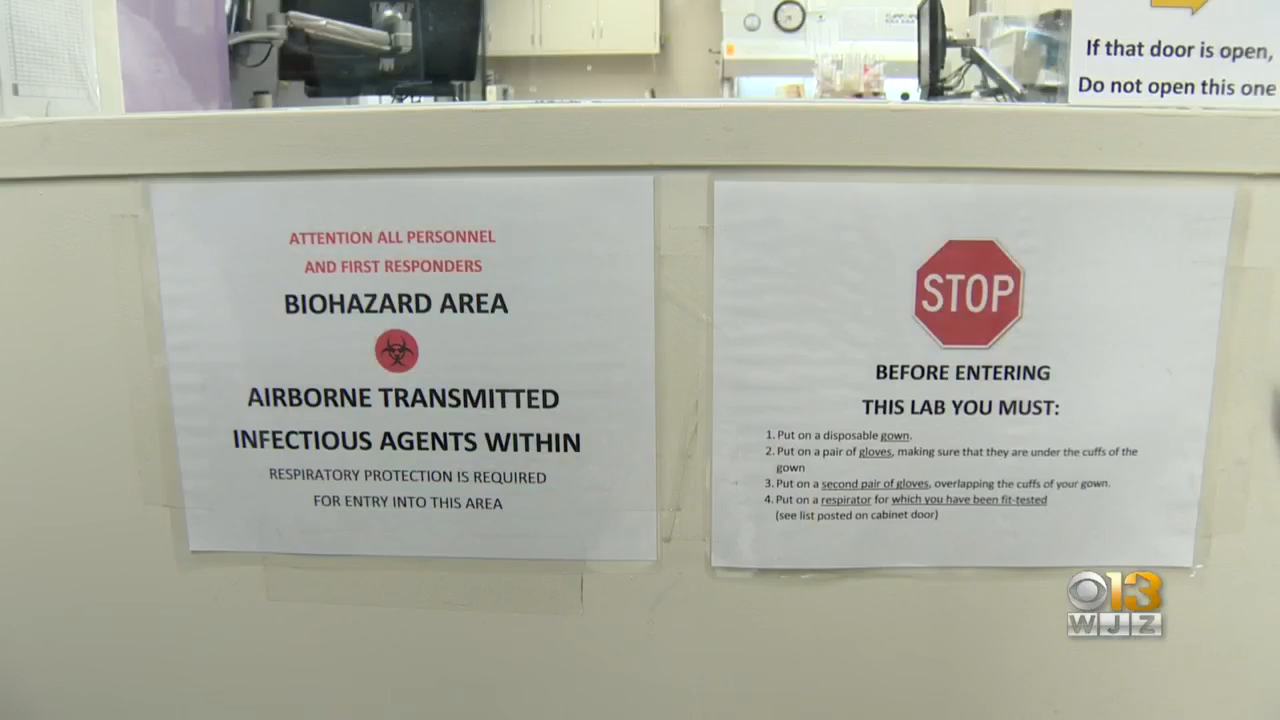 If that door is open,
Do not open this one
ATTENTION ALL PERSONNEL
AND FIRST RESPONDERS
BIOHAZARD AREA
AIRBORNE TRANSMITTED
INFECTIOUS AGENTS WITHIN
RESPIRATORY PROTECTION IS REQUIRED
FOR ENTRY INTO THIS AREA
STOP
BEFORE ENTERING
THIS LAB YOU MUST:
1. Put on a disposable gown.
2. Put on a pair of gloves, making sure that they are under the cuffs of the
gown
3. Put on a second pair of gloves, overlapping the cuffs of your gown.
4. Put on a respirator for which you have been fit-tested
(see list posted on cabinet door)
13
WJZ